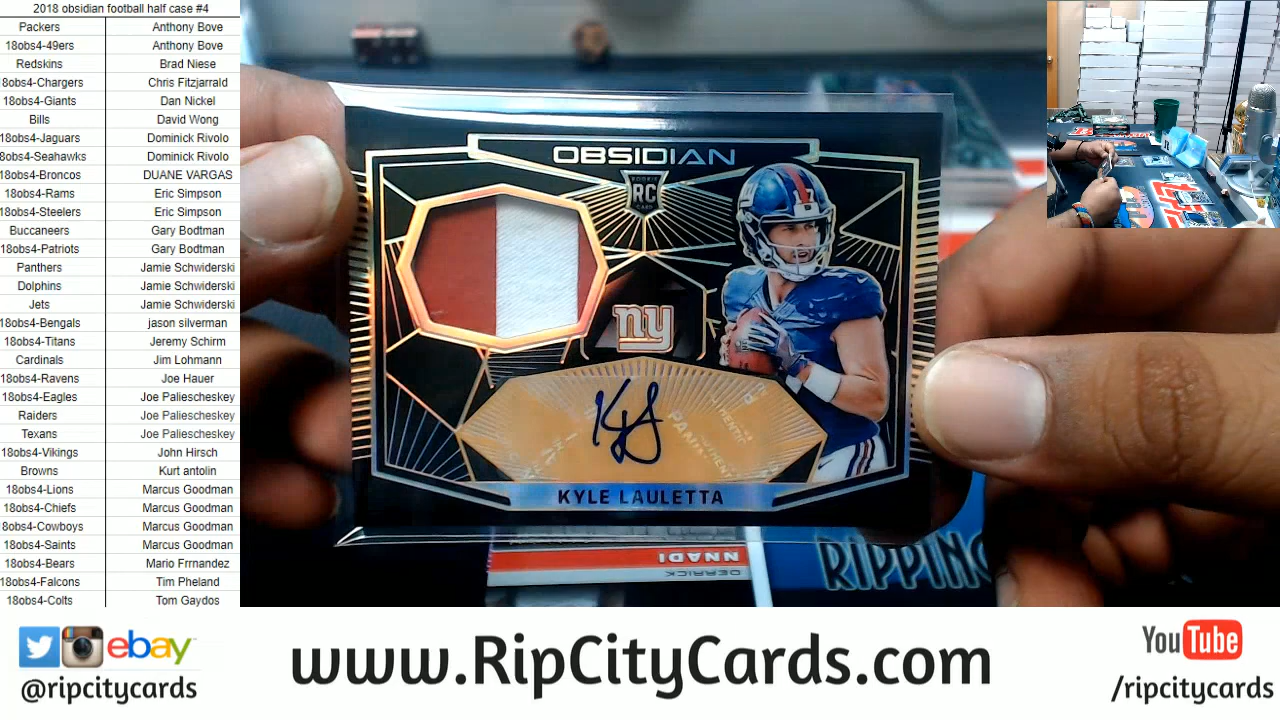 2018 obsidian football half case #4
Packers Anthony Bove
18obs4-49ers Anthony Bove
Redskins Brad Niese
18obs4-Chargers Chris Fitzjarrald
18obs4-Giants Dan Nickel
Bills David Wong
18obs4-Jaguars Dominick Rivolo
8obs4-Seahawks Dominick Rivolo
18obs4-Broncos DUANE VARGAS
18obs4-Rams Eric Simpson
18obs4-Steelers Eric Simpson
Buccaneers Gary Bodtman
18obs4-Patriots Gary Bodtman
Panthers Jamie Schwiderski
Dolphins Jamie Schwiderski
Jets Jamie Schwiderski
18obs4-Bengals jason silverman
18obs4-Titans Jeremy Schirm
Cardinals Jim Lohmann
18obs4-Ravens Joe Hauer
18obs4-Eagles Joe Paliescheskey
Raiders Joe Paliescheskey
Texans Joe Paliescheskey
18obs4-Vikings John Hirsch
Browns Kurt antolin
18obs4-Lions Marcus Goodman
18obs4-Chiefs Marcus Goodman
8obs4-Cowboys Marcus Goodman
18obs4-Saints Marcus Goodman
18obs4-Bears Mario Frrnandez
18obs4-Falcons Tim Pheland
18obs4-Colts Tom Gaydos
OBSIDIAN
ROOKIE
RC
CARD
17
ny
KYLE LAULETTA
DERRICK
NNADI
RIPPING
ebay
@ripcitycards
www.RipCityCards.com
YouTube
/ripcitycards